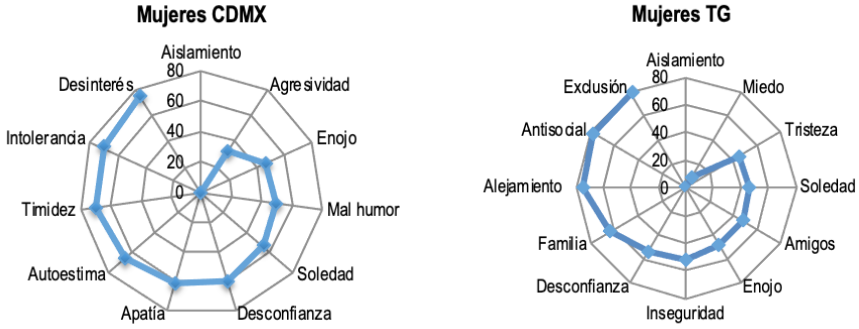 Mujeres CDMX
Aislamiento
Agresividad
Enojo
Mal humor
Soledad
Desconfianza
Apatía
Autoestima
Timidez
Intolerancia
Desinterés
80
60
40
20
0
Mujeres TG
Aislamiento
Miedo
Tristeza
Soledad
Amigos
Enojo
Inseguridad
Desconfianza
Familia
Alejamiento
Antisocial
Exclusión
80
60
40
20
0